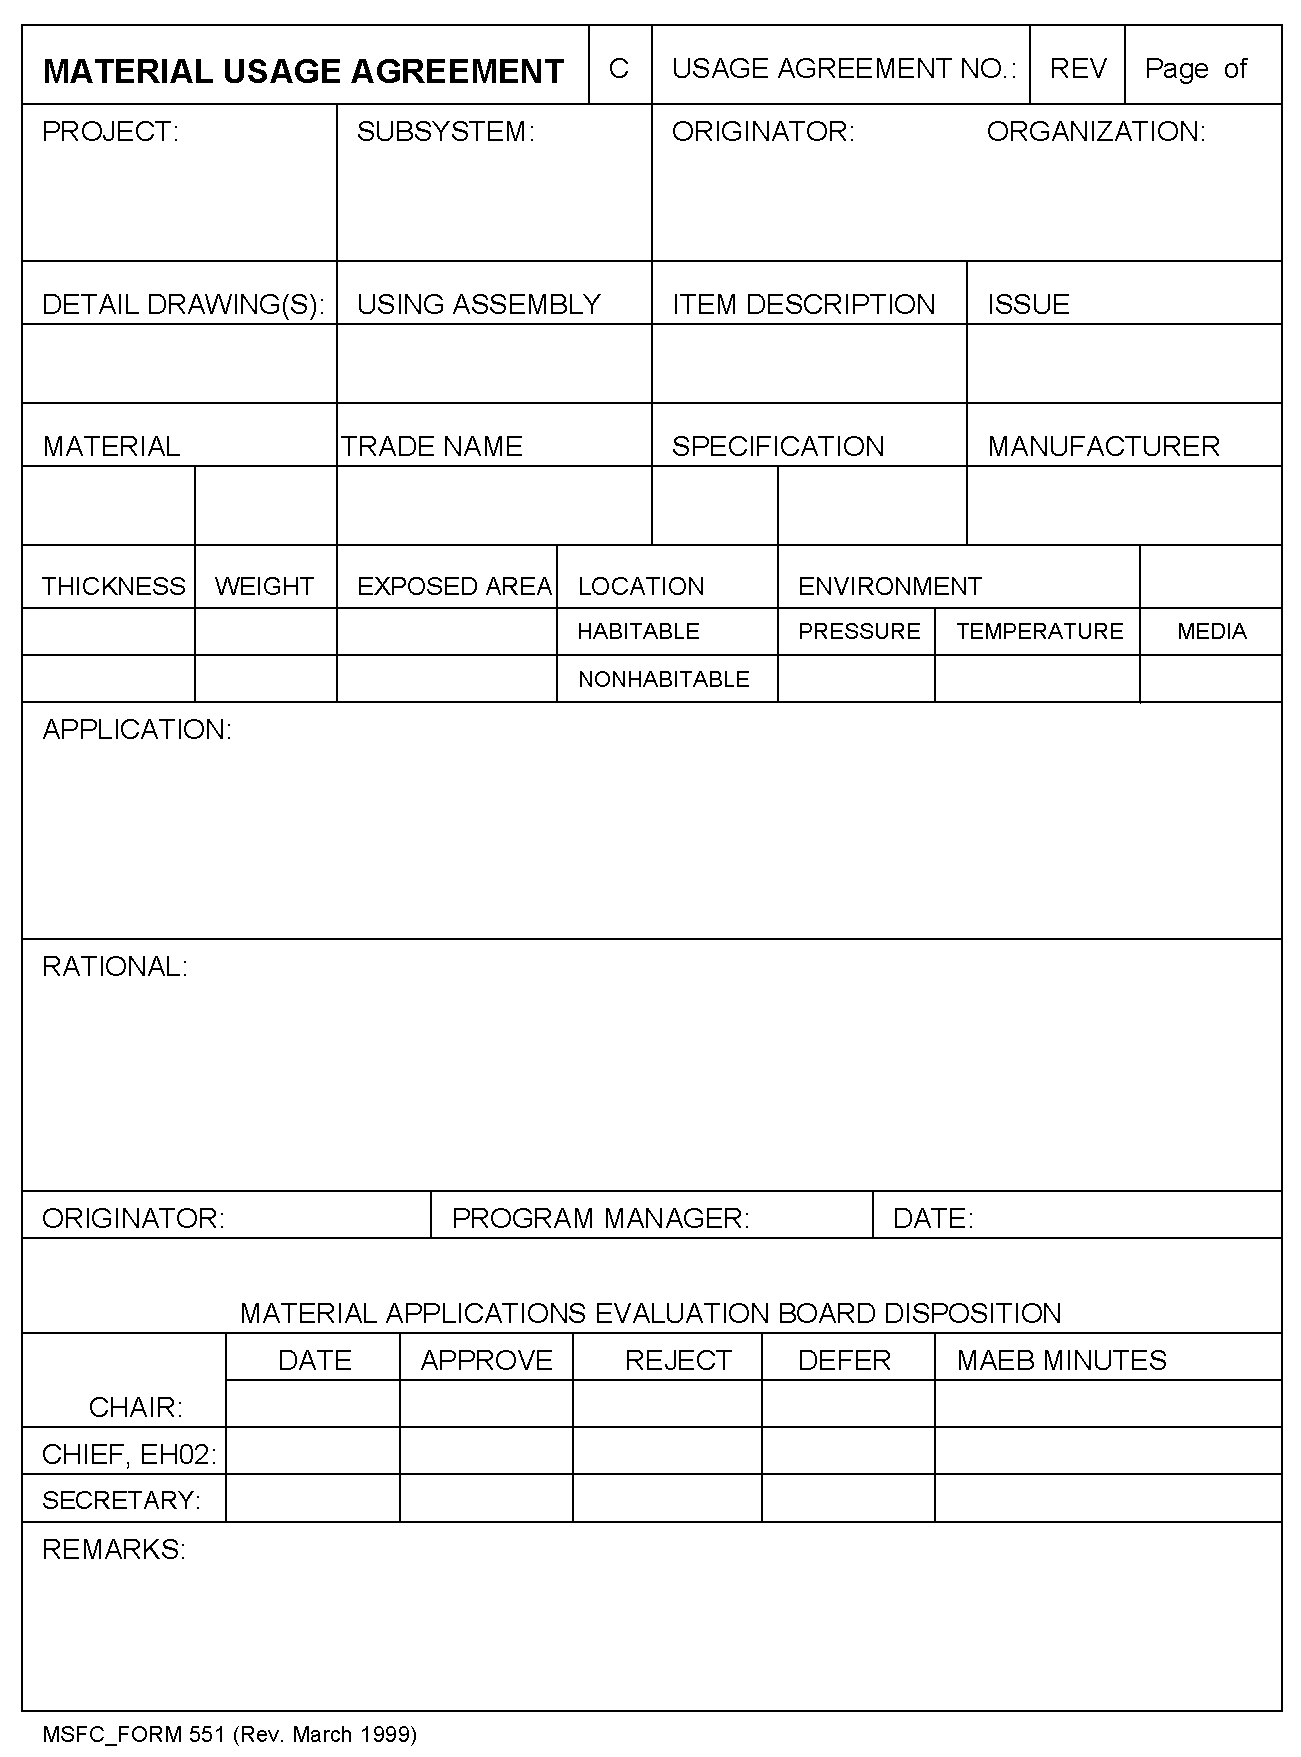 MATERIAL USAGE AGREEMENT C USAGE AGREEMENT NO.: REV Page of
PROJECT: SUBSYSTEM: ORIGINATOR: ORGANIZATION:
DETAIL DRAWING(S): USING ASSEMBLY ITEM DESCRIPTION ISSUE
MATERIAL TRADE NAME SPECIFICATION MANUFACTURER
THICKNESS WEIGHT EXPOSED AREA LOCATION ENVIRONMENT
HABITABLE PRESSURE TEMPERATURE MEDIA
NONHABITABLE
APPLICATION:
RATIONAL:
ORIGINATOR: PROGRAM MANAGER: DATE:
MATERIAL APPLICATIONS EVALUATION BOARD DISPOSITION
DATE APPROVE REJECT DEFER MAEB MINUTES
CHAIR:
CHIEF, EH02:
SECRETARY:
REMARKS:
MSFC_FORM 551 (Rev. March 1999)